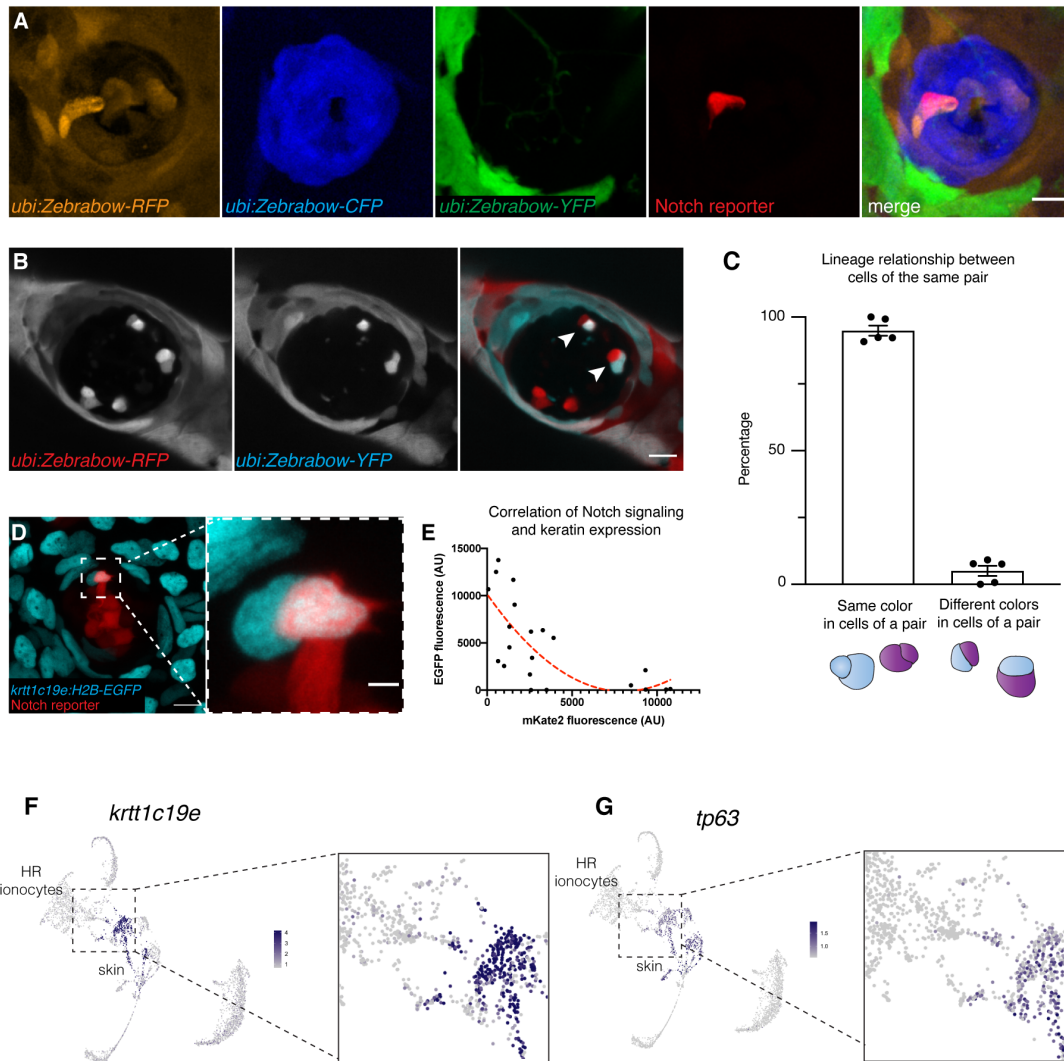 A
ubi:Zebrabow-RFP
ubi:Zebrabow-CFP
ubi:Zebrabow-YFP
Notch reporter
merge
B
ubi:Zebrabow-RFP
ubi:Zebrabow-YFP
C
Lineage relationship between
cells of the same pair
Percentage
100
50
0
Same color
in cells of a pair
Different colors
in cells of a pair
D
krtt1c19e:H2B-EGFP
Notch reporter
E
Correlation of Notch signaling
and keratin expression
EGFP fluorescence (AU)
15000
10000
5000
0
0
5000
10000
mKate2 fluorescence (AU)
F
krtt1c19e
HR
ionocytes
skin
4
3
2
1
G
tp63
HR
ionocytes
skin
1.5
1.0